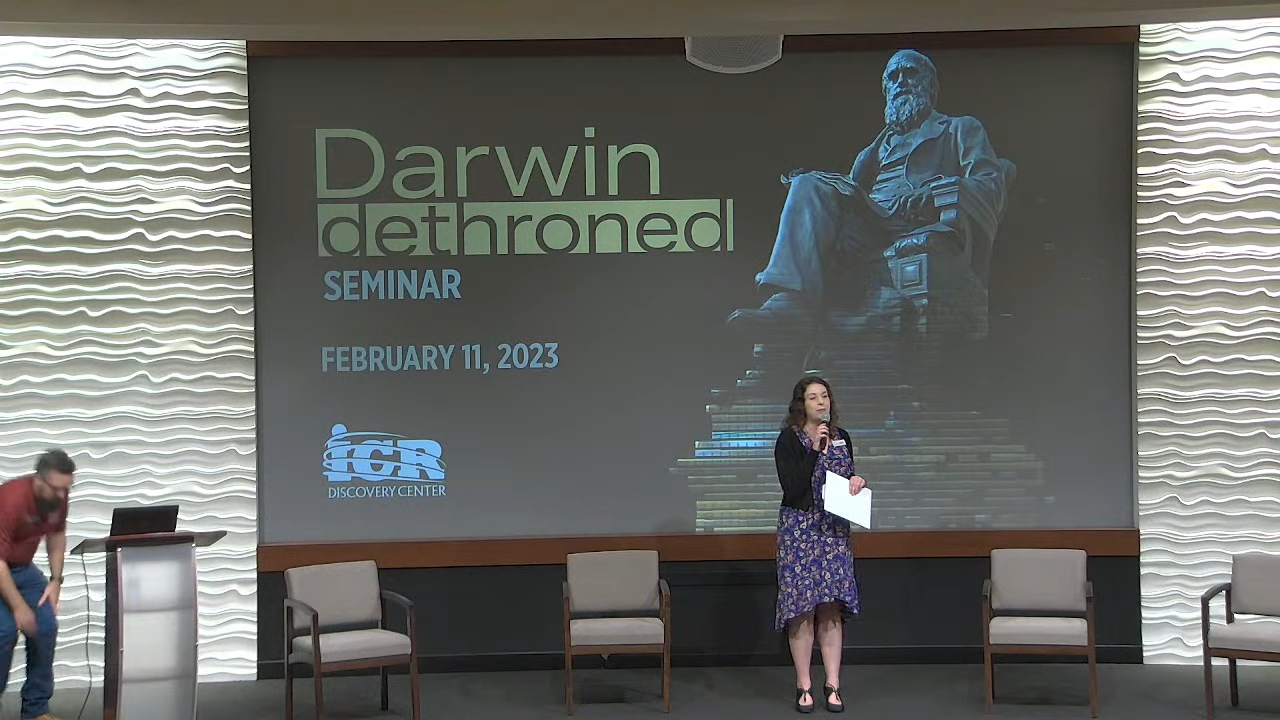 Darwin
dethroned
SEMINAR
FEBRUARY 11, 2023
ICR
DISCOVERY CENTER